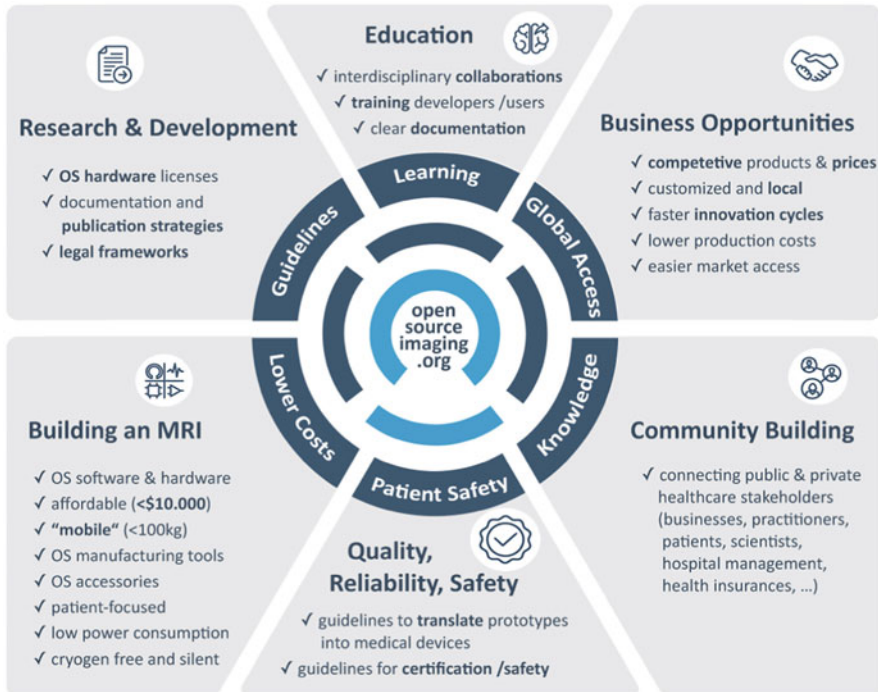 Research & Development
✓ OS hardware licenses
✓ documentation and
publication strategies
✓ legal frameworks
Education
✓ interdisciplinary collaborations
✓ training developers /users
✓ clear documentation
Business Opportunities
✓ competetive products & prices
✓ customized and local
✓ faster innovation cycles
✓ lower production costs
✓ easier market access
Guidelines
Learning
Global Access
open
source
imaging
.org
Lower Costs
Patient Safety
Knowledge
Building an MRI
✓ OS software & hardware
✓ affordable (<$10.000)
✓ “mobile“ (<100kg)
✓ OS manufacturing tools
✓ OS accessories
✓ patient-focused
✓ low power consumption
✓ cryogen free and silent
Quality,
Reliability, Safety
✓ guidelines to translate prototypes
into medical devices
✓ guidelines for certification /safety
Community Building
✓ connecting public & private
healthcare stakeholders
(businesses, practitioners,
patients, scientists,
hospital management,
health insurances, ...)